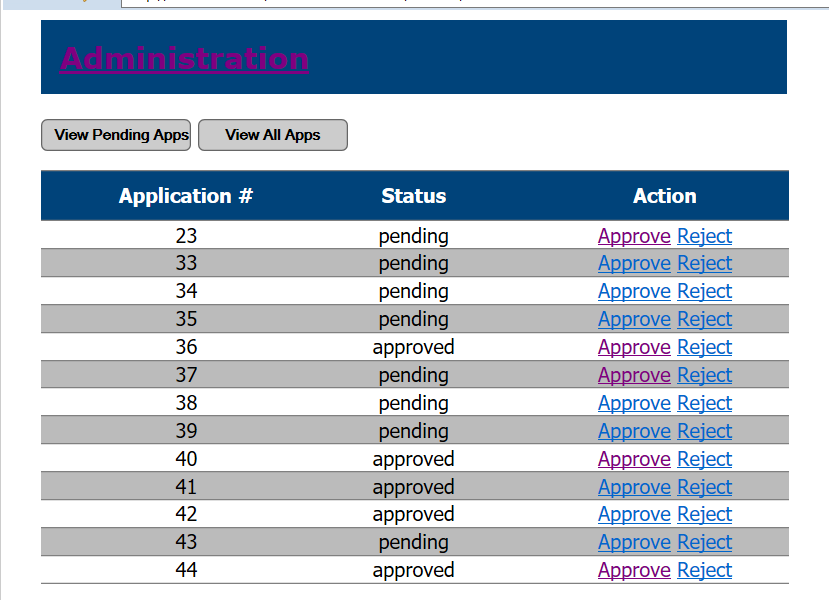 Administration
View Pending Apps View All Apps
Application # Status Action
23 pending Approve Reject
33 pending Approve Reject
34 pending Approve Reject
35 pending Approve Reject
36 approved Approve Reject
37 pending Approve Reject
38 pending Approve Reject
39 pending Approve Reject
40 approved Approve Reject
41 approved Approve Reject
42 approved Approve Reject
43 pending Approve Reject
44 approved Approve Reject